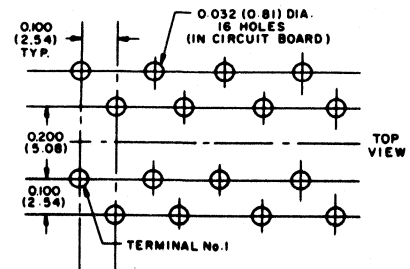 0.100
(2.54)
TYP.
0.032 (0.81) DIA.
16 HOLES
(IN CIRCUIT BOARD)
0.200
(5.08)
TOP
VIEW
0.100
(2.54)
TERMINAL No.1